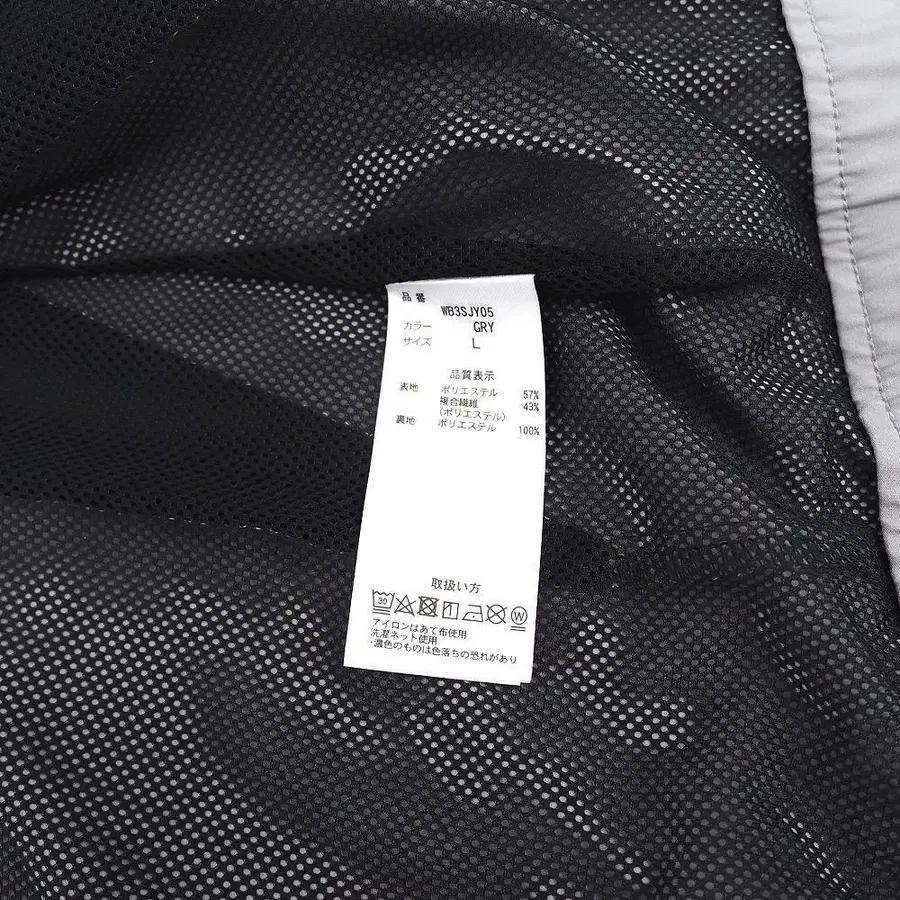 品番 WB3SJY05
カラー GRY
サイズ L
品質表示
表地 ポリエステル 57%
複合繊維 43%
(ポリエステル)
裏地 ポリエステル 100%
取扱い方
30 W
アイロンはあて布使用
洗濯ネット使用
・濃色のものは色落ちの恐れがあり